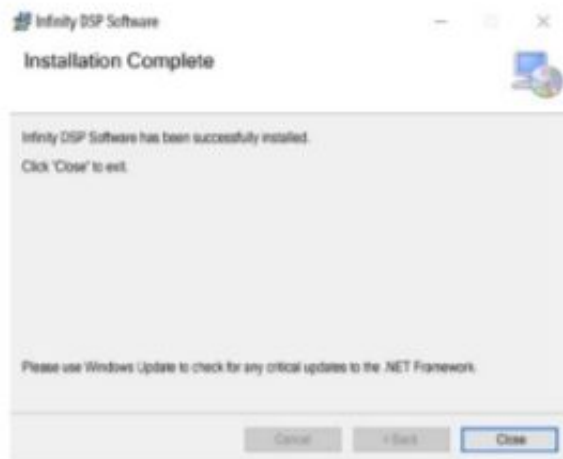 Infinity DSP Software
Installation Complete
Infinity DSP Software has been successfully installed.
Click 'Close' to exit.
Please use Windows Update to check for any critical updates to the .NET Framework.
Cancel < Back Close